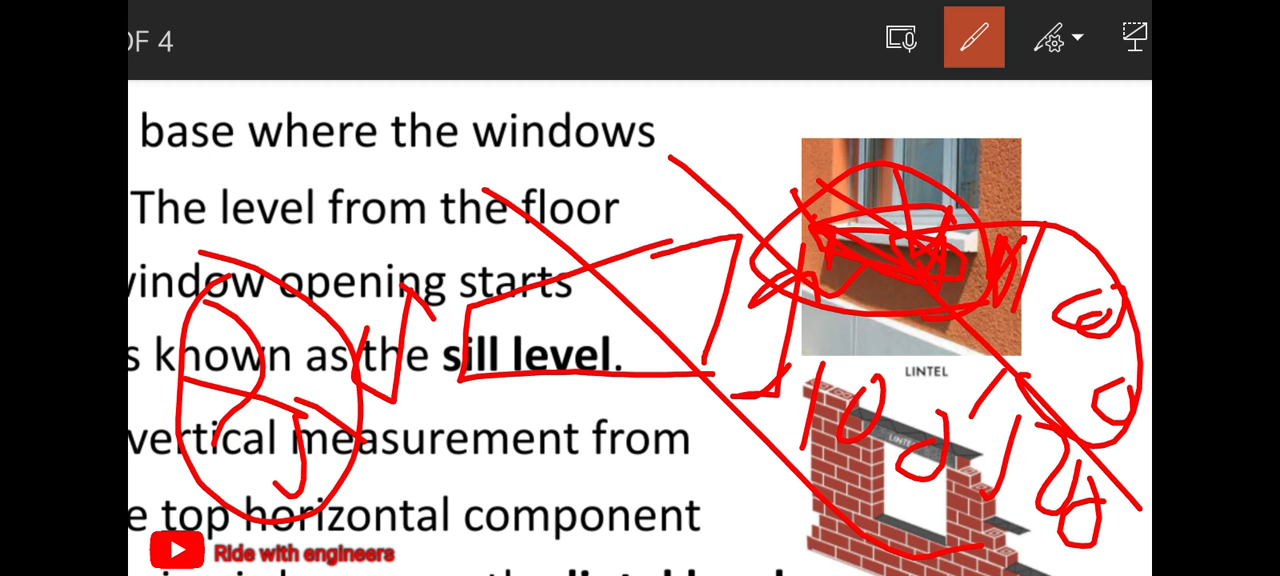 OF 4
base where the windows
The level from the floor
window opening starts
s known as the sill level.
LINTEL
vertical measurement from
LINTEL
e top horizontal component
Ride with engineers